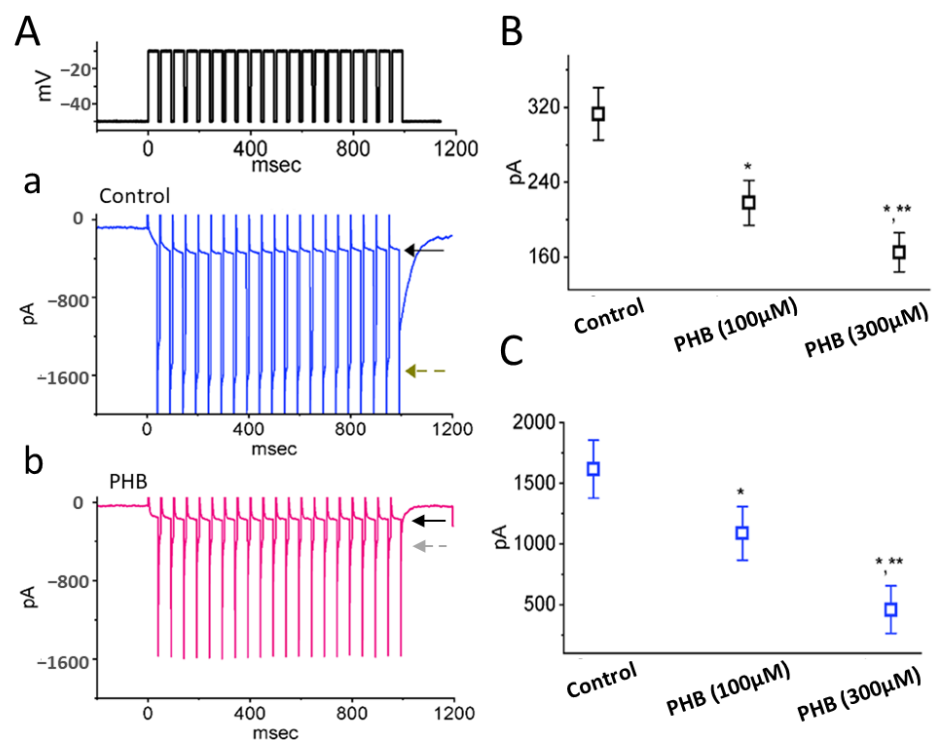 A
mV
−20
−40
0 400 800 1200
msec
a
Control
pA
0
−800
−1600
0 400 800 1200
msec
b
PHB
pA
0
−800
−1600
0 400 800 1200
msec
B
pA
320
240
160
*
*,**
Control
PHB (100μM)
PHB (300μM)
C
pA
2000
1500
1000
500
*
*,**
Control
PHB (100μM)
PHB (300μM)